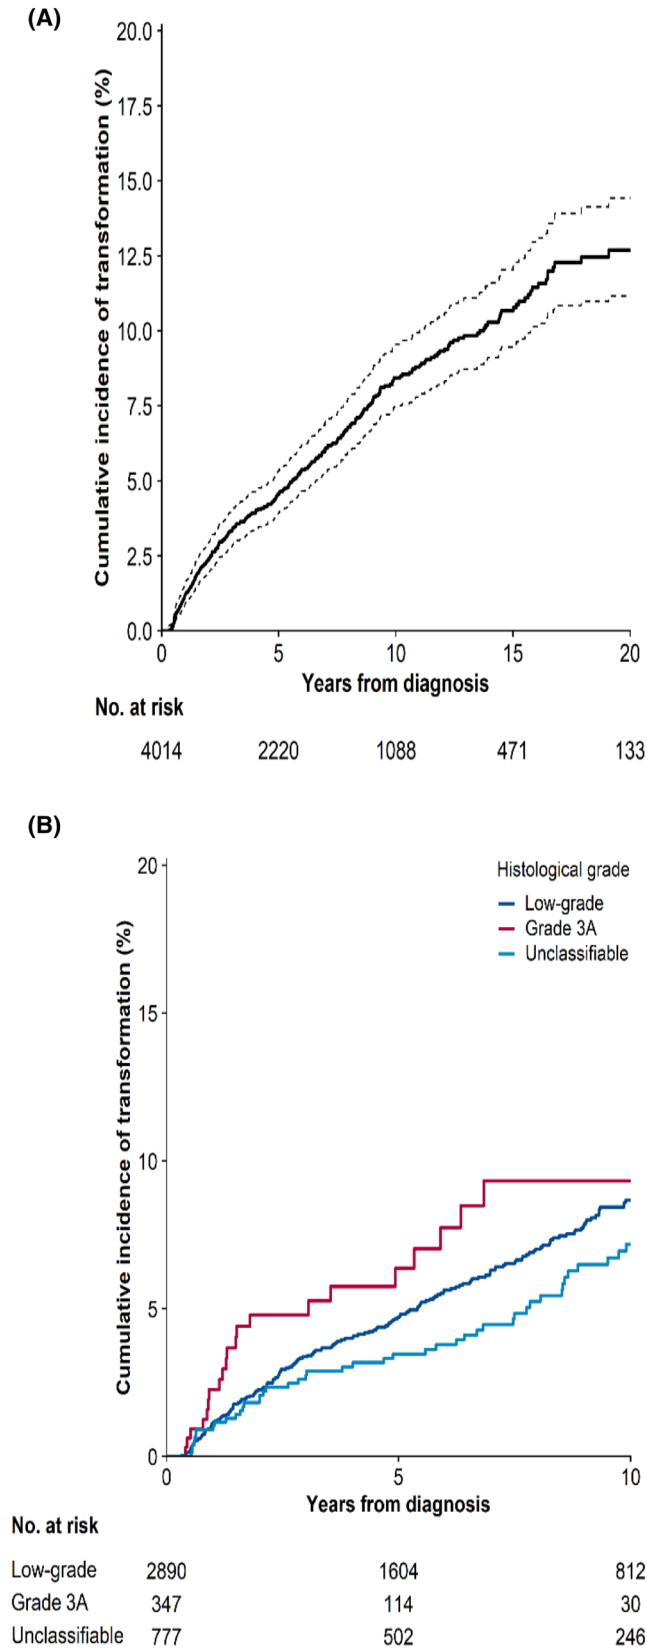 (A)
Cumulative incidence of transformation (%)
20.0
17.5
15.0
12.5
10.0
7.5
5.0
2.5
0.0
0 5 10 15 20
Years from diagnosis
No. at risk
4014 2220 1088 471 133
(B)
Cumulative incidence of transformation (%)
20
15
10
5
0
Histological grade
Low-grade
Grade 3A
Unclassifiable
0 5 10
Years from diagnosis
No. at risk
Low-grade 2890 1604 812
Grade 3A 347 114 30
Unclassifiable 777 502 246